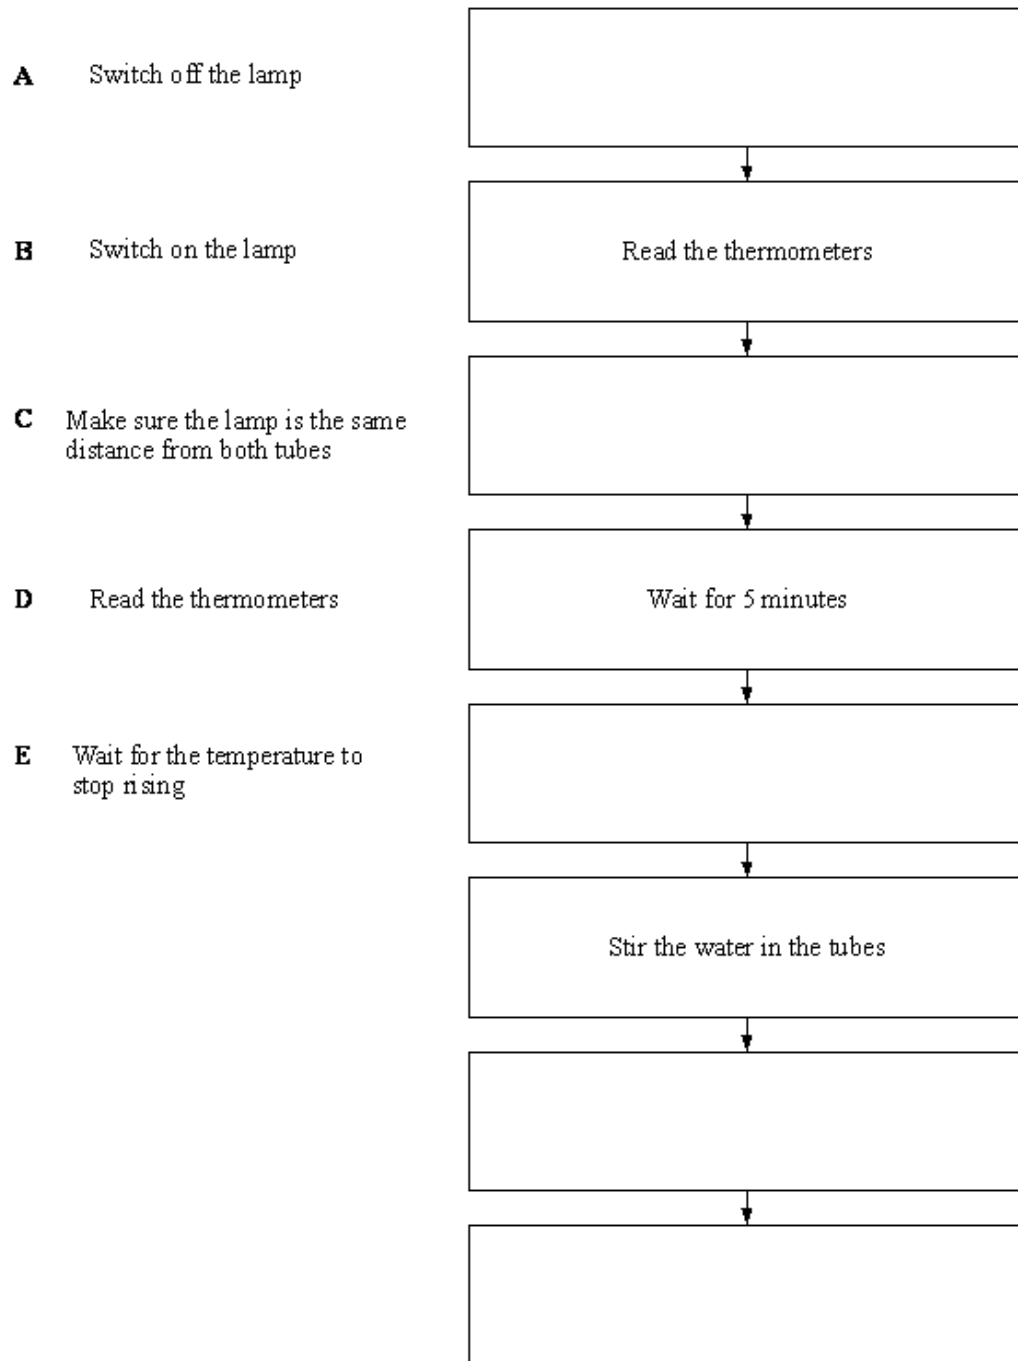 A Switch off the lamp
B Switch on the lamp
Read the thermometers
C Make sure the lamp is the same
distance from both tubes
D Read the thermometers
Wait for 5 minutes
E Wait for the temperature to
stop rising
Stir the water in the tubes